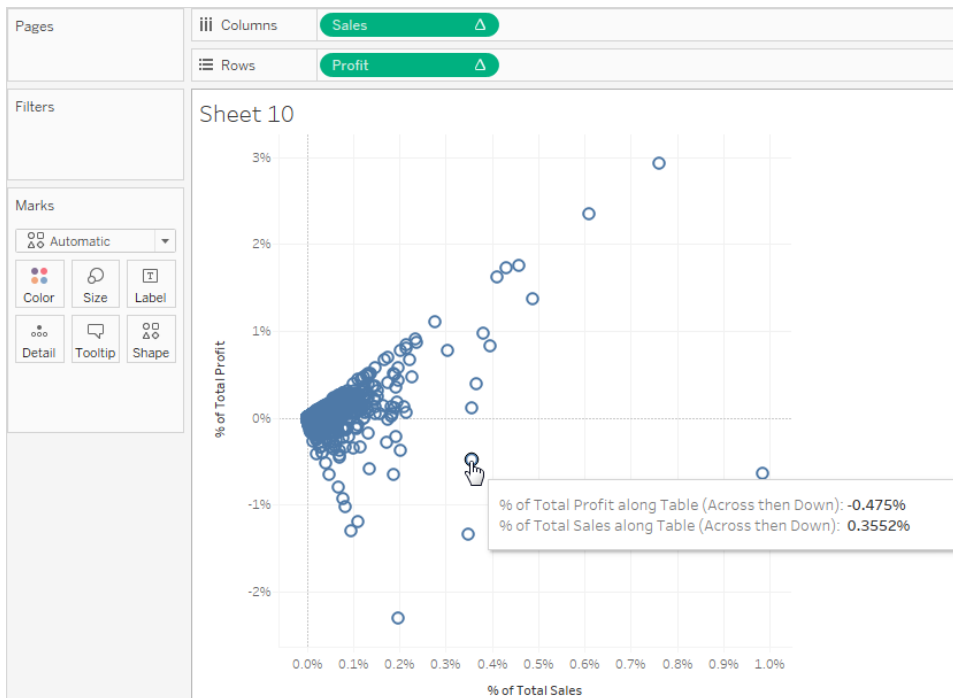 Pages
Columns
Sales
Rows
Profit
Filters
Marks
Automatic
Color
Size
Label
Detail
Tooltip
Shape
Sheet 10
% of Total Profit
3%
2%
1%
0%
-1%
-2%
% of Total Profit along Table (Across then Down): -0.475%
% of Total Sales along Table (Across then Down): 0.3552%
0.0% 0.1% 0.2% 0.3% 0.4% 0.5% 0.6% 0.7% 0.8% 0.9% 1.0%
% of Total Sales